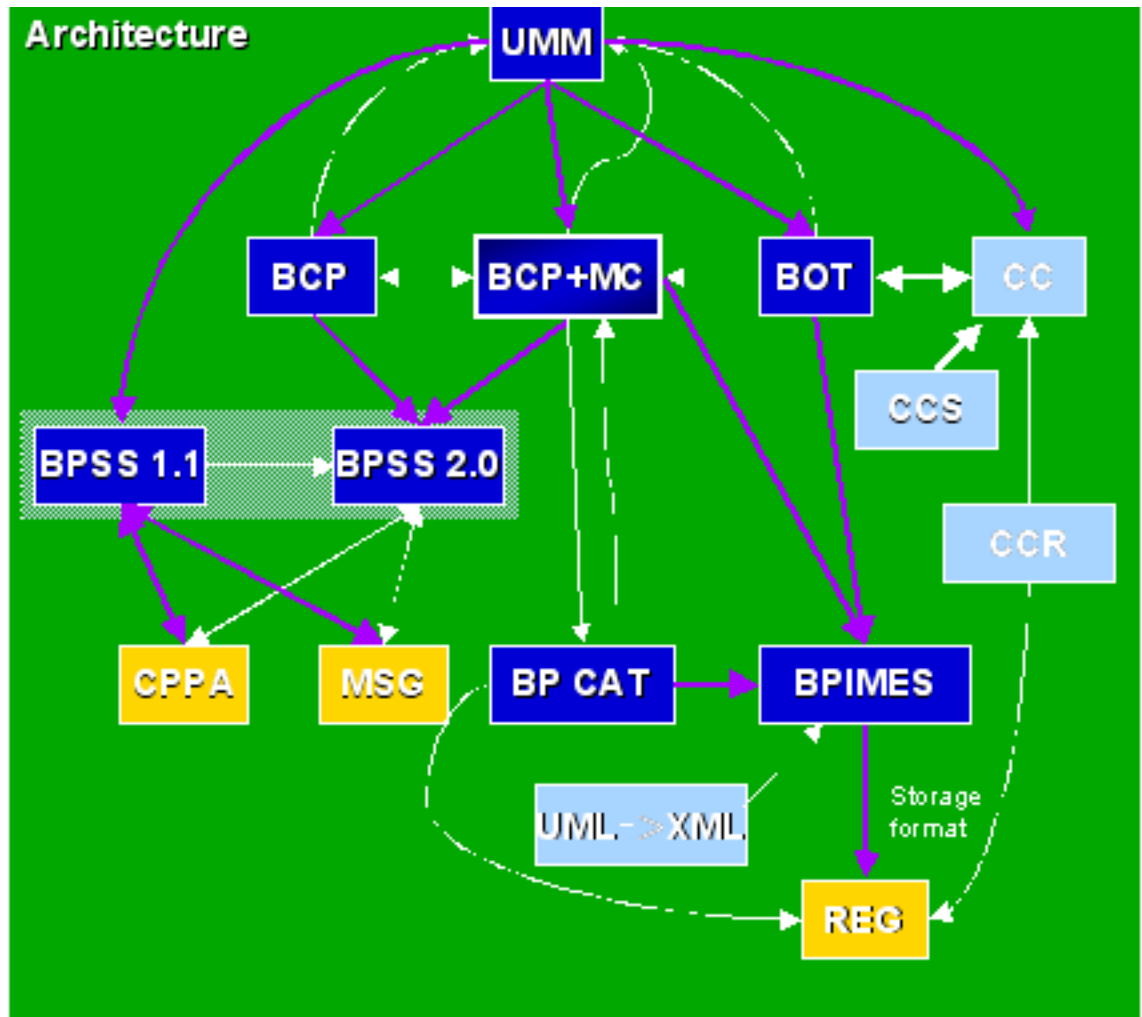 Architecture
UMM
BCP
BCP+MC
BOT
CC
CCS
BPSS 1.1
BPSS 2.0
CCR
CPPA
MSG
BP CAT
BPIMES
UML->XML
Storage
format
REG